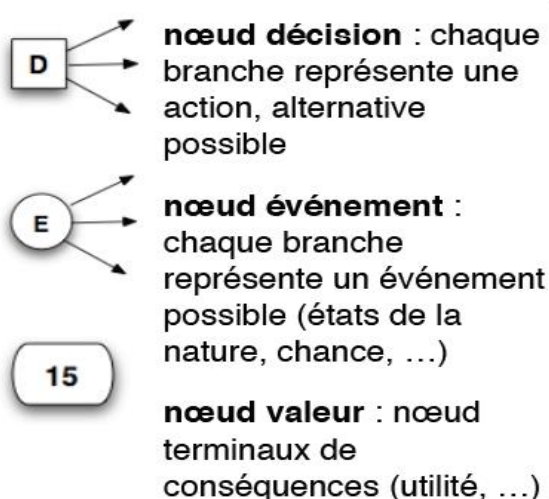 D
nœud décision : chaque
branche représente une
action, alternative
possible
E
nœud événement :
chaque branche
représente un événement
possible (états de la
nature, chance, …)
15
nœud valeur : nœud
terminaux de
conséquences (utilité, …)